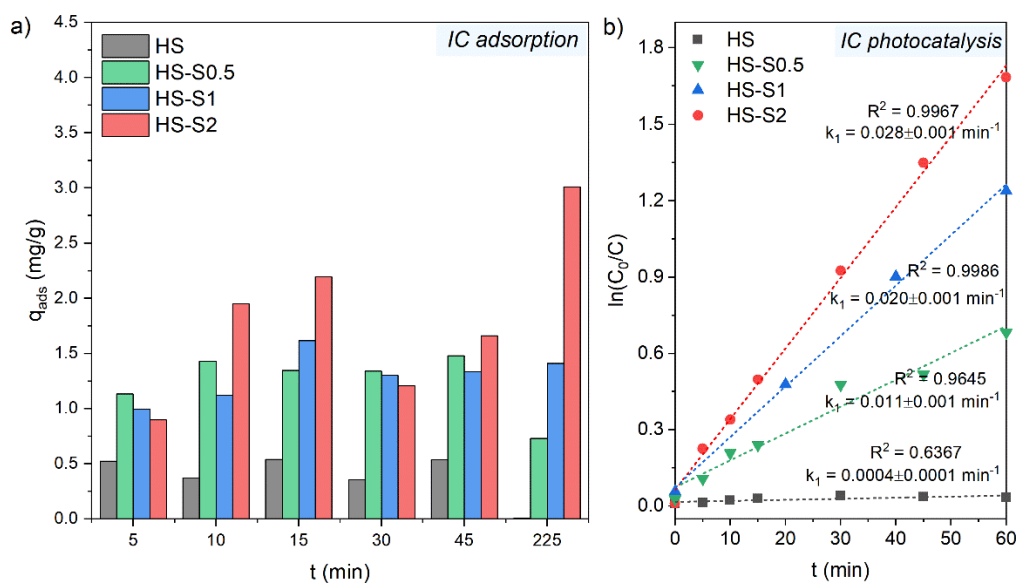 a)
IC adsorption
HS
HS-S0.5
HS-S1
HS-S2
4.5
4.0
3.5
3.0
2.5
2.0
1.5
1.0
0.5
0.0
q_ads (mg/g)
5 10 15 30 45 225
t (min)
b)
IC photocatalysis
HS
HS-S0.5
HS-S1
HS-S2
1.8
1.5
1.2
0.9
0.6
0.3
0.0
ln(C₀/C)
R² = 0.9967
k₁ = 0.028±0.001 min⁻¹
R² = 0.9986
k₁ = 0.020±0.001 min⁻¹
R² = 0.9645
k₁ = 0.011±0.001 min⁻¹
R² = 0.6367
k₁ = 0.0004±0.0001 min⁻¹
0 10 20 30 40 50 60
t (min)